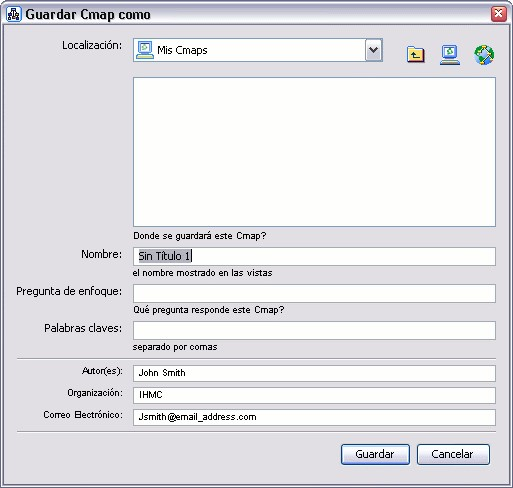 Guardar Cmap como
Localización: Mis Cmaps
Donde se guardará este Cmap?
Nombre: Sin Título 1
el nombre mostrado en las vistas
Pregunta de enfoque:
Qué pregunta responde este Cmap?
Palabras claves:
separado por comas
Autor(es): John Smith
Organización: IHMC
Correo Electrónico: Jsmith@email_address.com
Guardar Cancelar